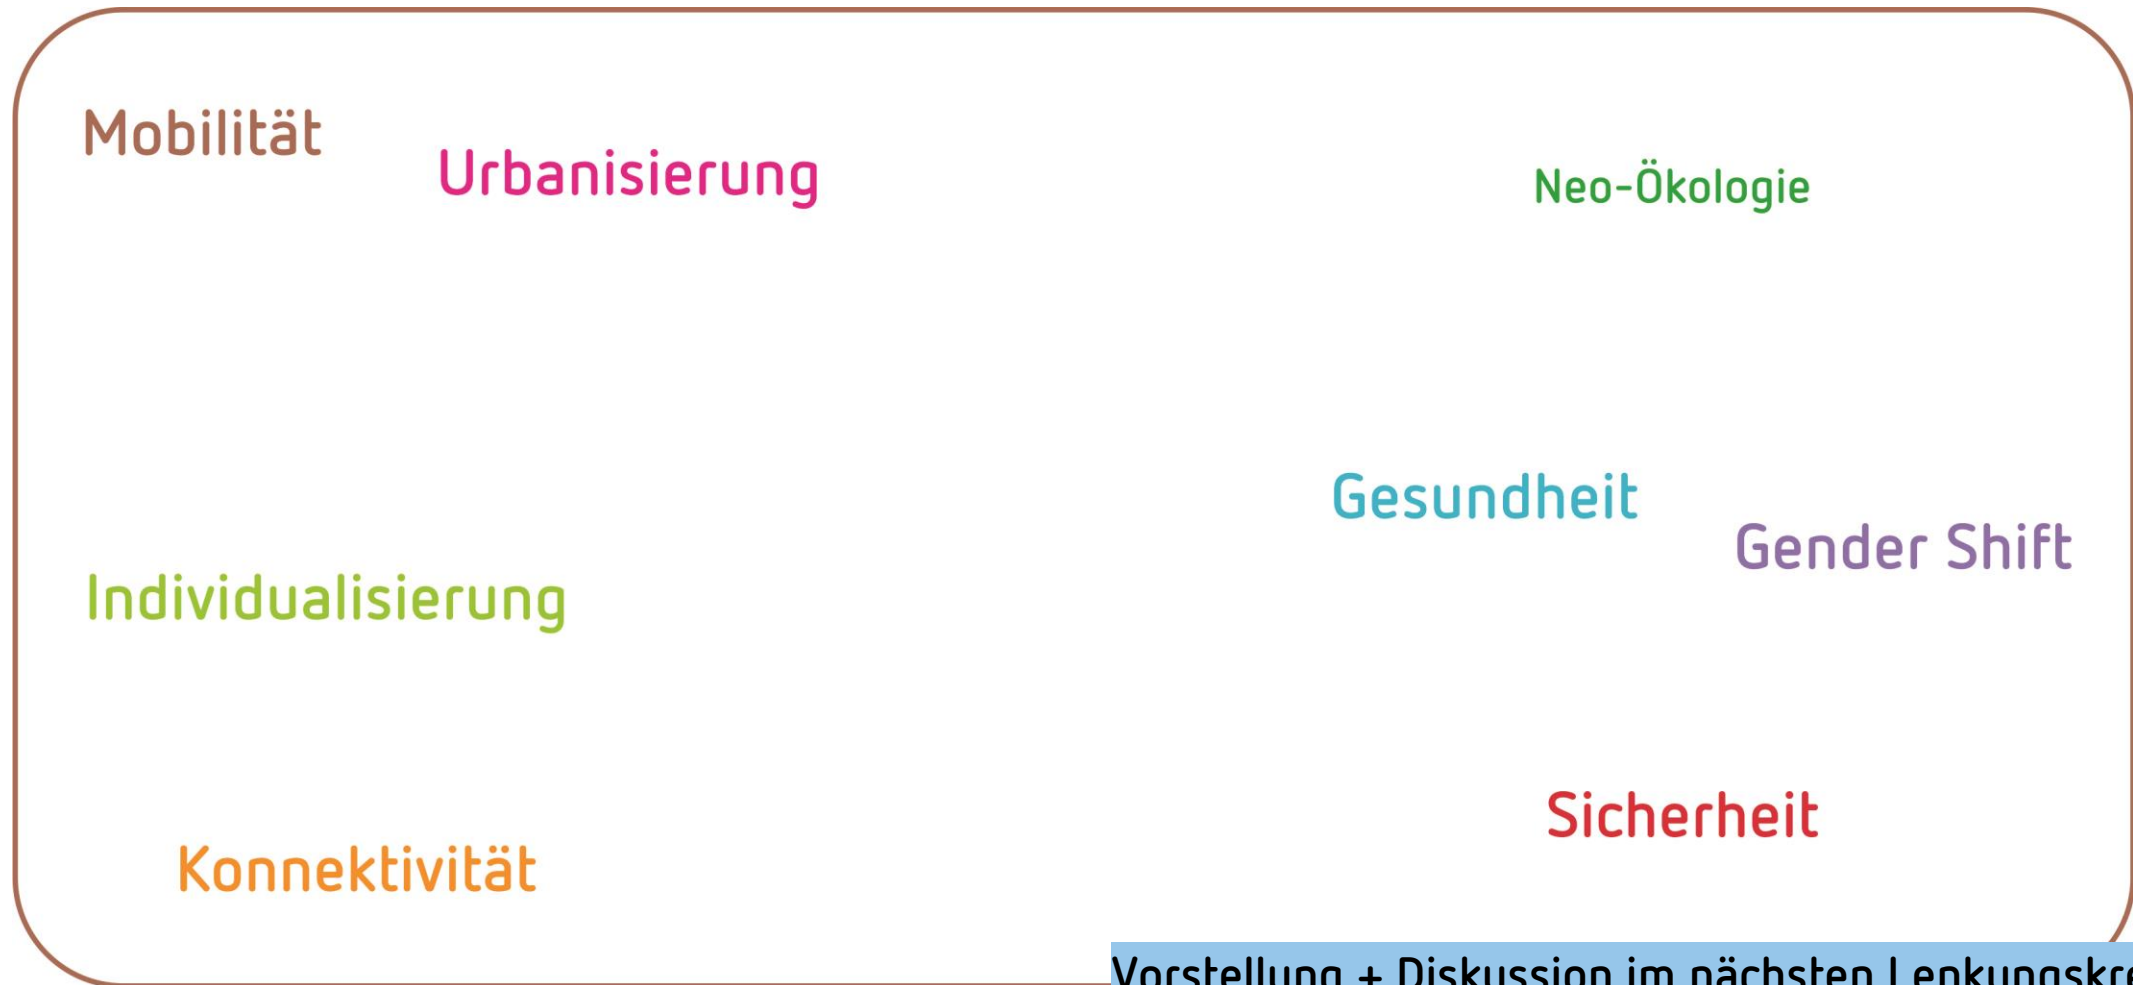 Mobilität
Urbanisierung
Neo-Ökologie
Gesundheit
Gender Shift
Individualisierung
Sicherheit
Konnektivität
Vorstellung + Diskussion im nächsten